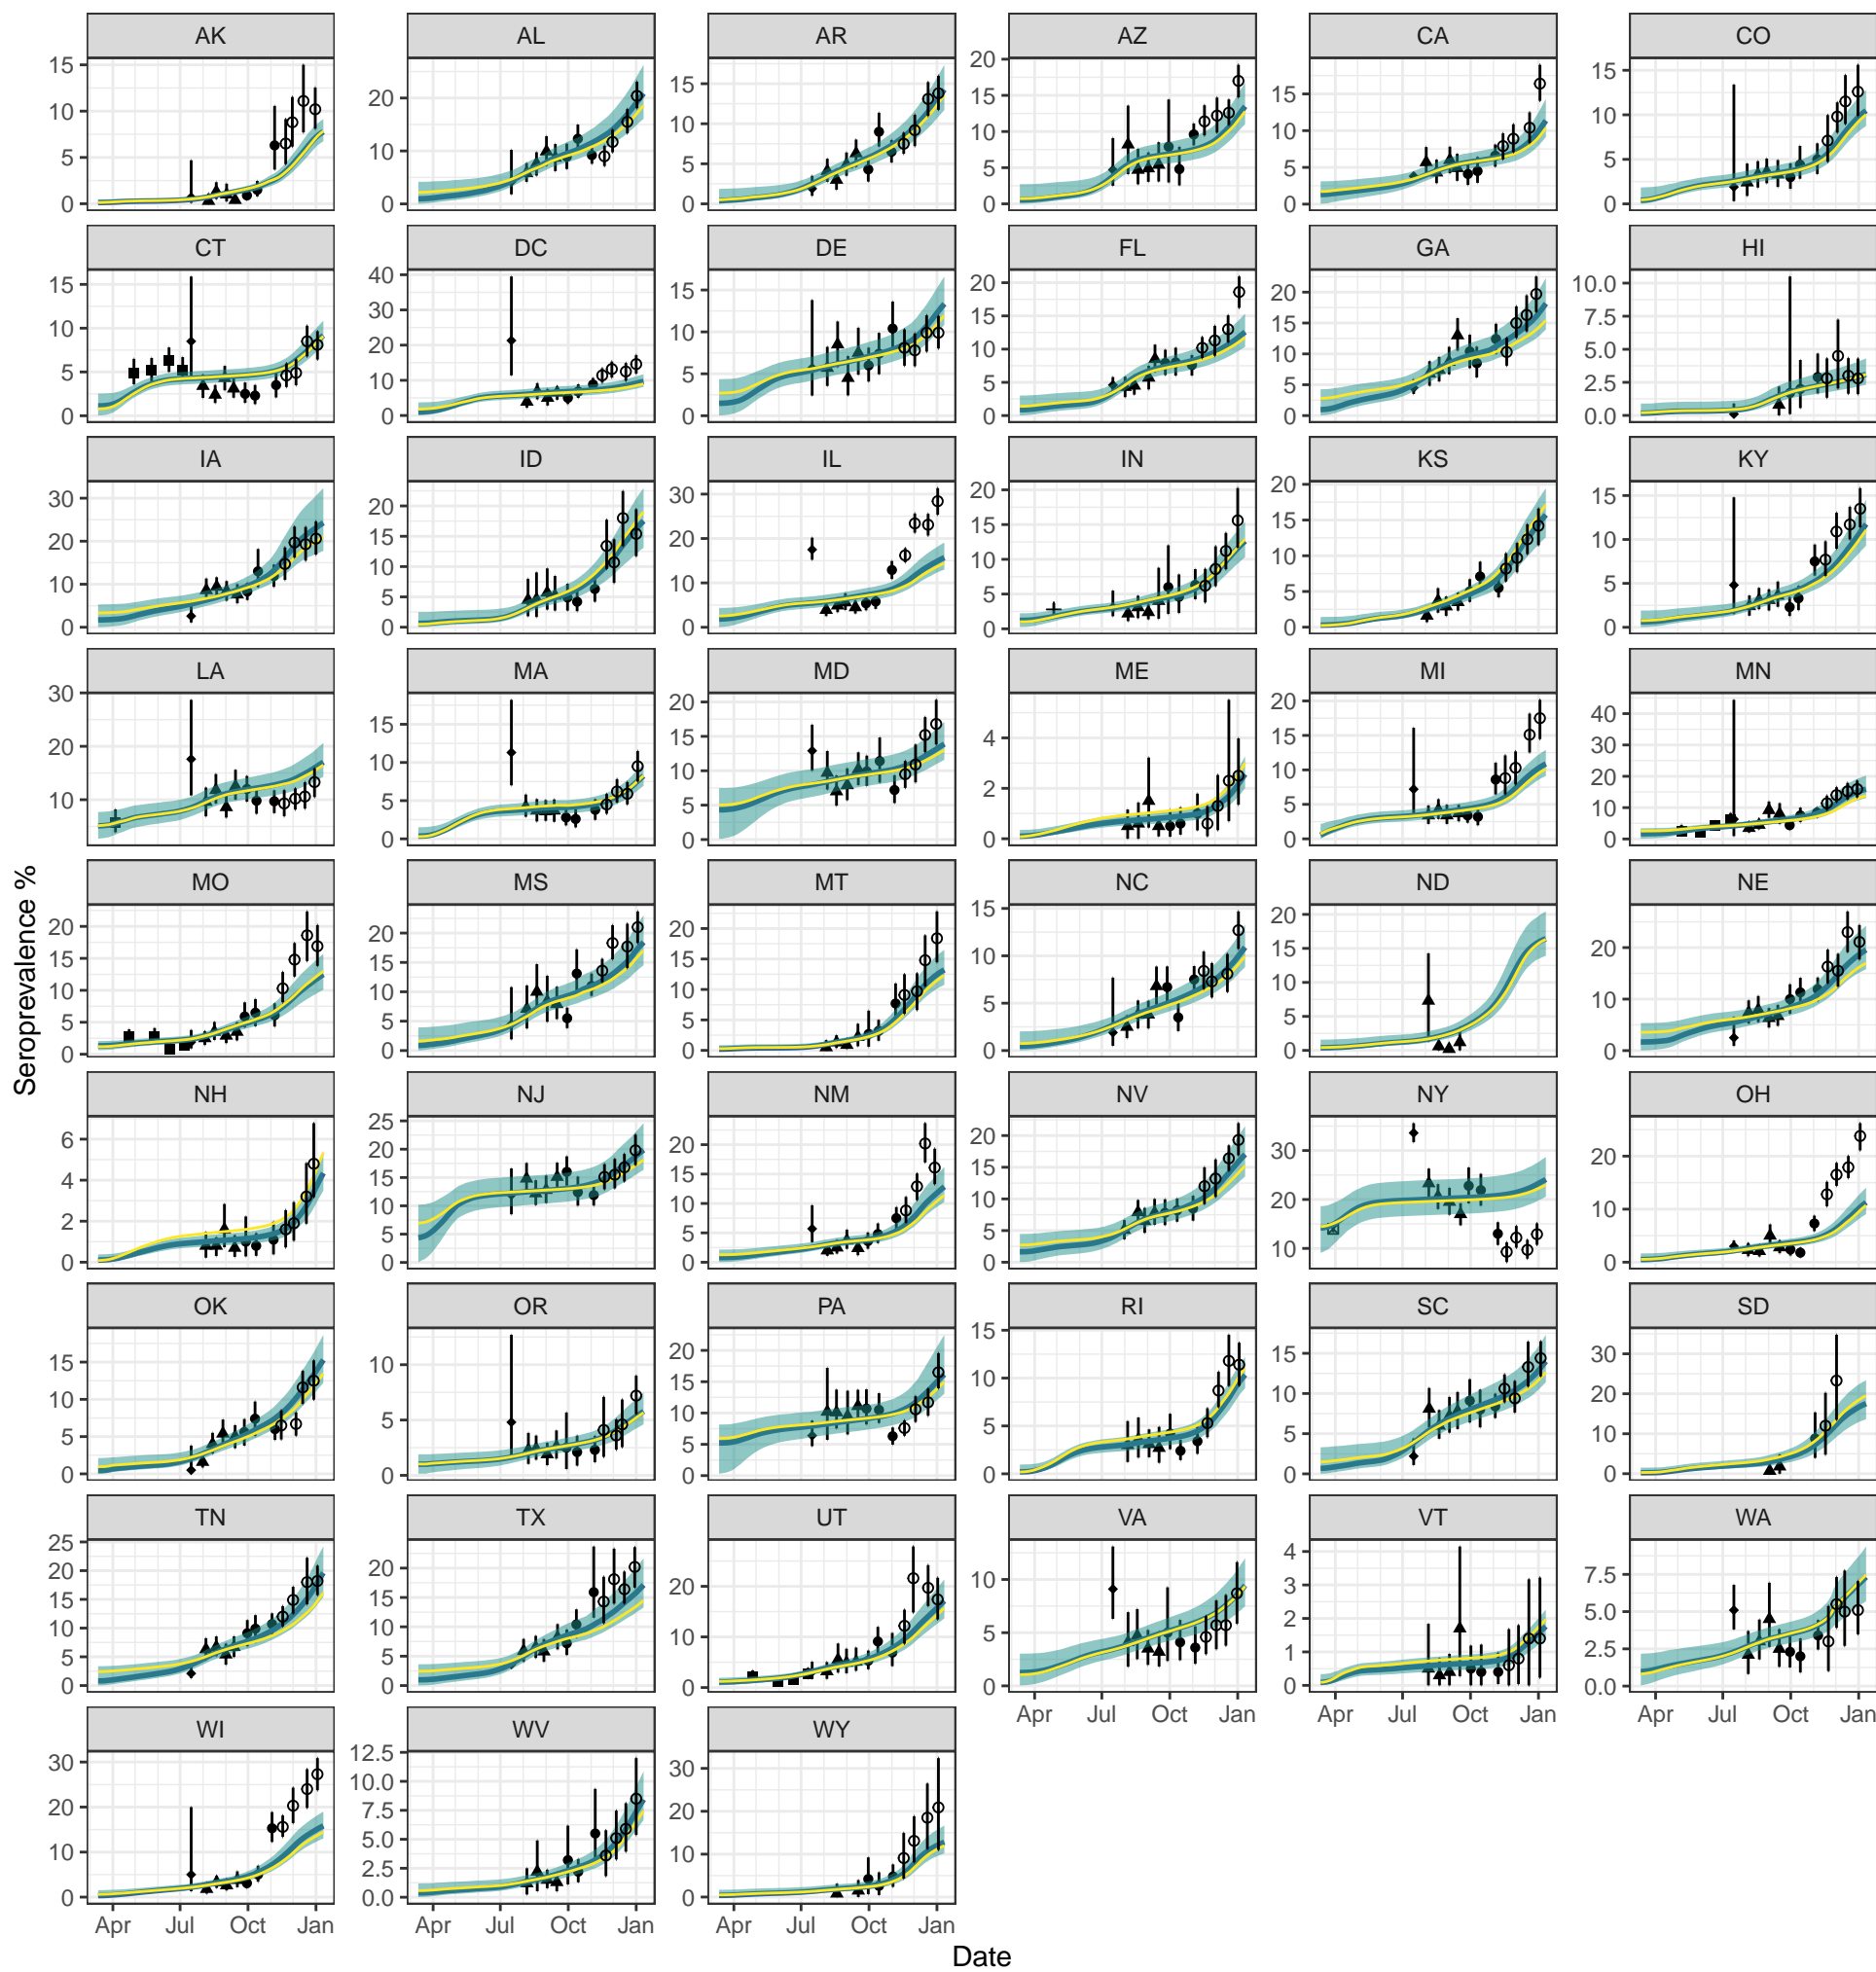 AK AL AR AZ CA CO
15 10 5 0
20 10 0
15 10 5 0
20 15 10 5 0
15 10 5 0
15 10 5 0
CT DC DE FL GA HI
15 10 5 0
40 30 20 10 0
15 10 5 0
20 15 10 5 0
20 15 10 5 0
10.0 7.5 5.0 2.5 0.0
IA ID IL IN KS KY
30 20 10 0
20 15 10 5 0
30 20 10 0
20 15 10 5 0
20 15 10 5 0
15 10 5 0
LA MA MD ME MI MN
30 20 10
15 10 5 0
20 15 10 5 0
4 2 0
20 15 10 5 0
40 30 20 10 0
Seroprevalence %
MO MS MT NC ND NE
20 15 10 5 0
20 15 10 5 0
20 15 10 5 0
15 10 5 0
20 15 10 5 0
20 10 0
NH NJ NM NV NY OH
6 4 2 0
25 20 15 10 5 0
20 15 10 5 0
20 15 10 5 0
30 20 10
20 10 0
OK OR PA RI SC SD
15 10 5 0
10 5 0
20 15 10 5 0
15 10 5 0
15 10 5 0
30 20 10 0
TN TX UT VA VT WA
25 20 15 10 5 0
20 15 10 5 0
20 10 0
10 5 0
4 3 2 1 0
7.5 5.0 2.5 0.0
Apr Jul Oct Jan Apr Jul Oct Jan Apr Jul Oct Jan
WI WV WY
30 20 10 0
12.5 10.0 7.5 5.0 2.5 0.0
30 20 10 0
Apr Jul Oct Jan Apr Jul Oct Jan Apr Jul Oct Jan
Date